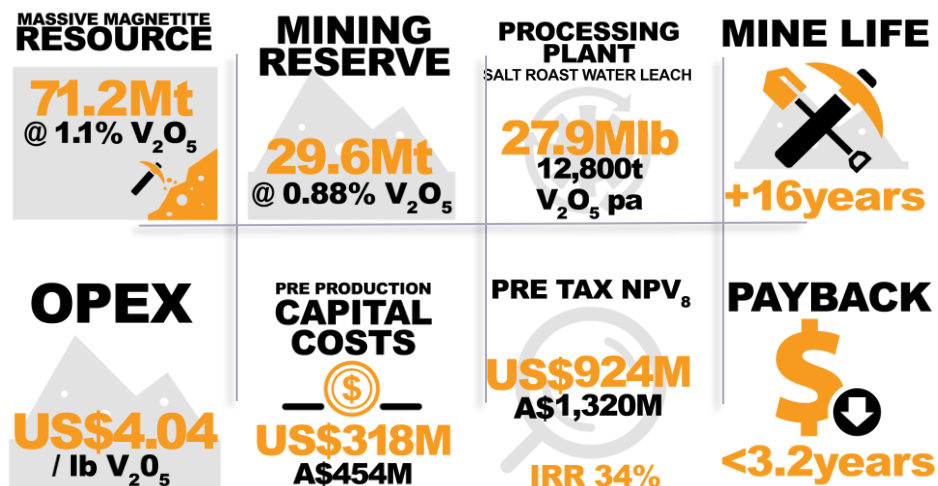 MASSIVE MAGNETITE
RESOURCE
71.2Mt
@ 1.1% V₂O₅
MINING
RESERVE
29.6Mt
@ 0.88% V₂O₅
PROCESSING
PLANT
SALT ROAST WATER LEACH
27.9Mlb
12,800t
V₂O₅ pa
MINE LIFE
+16years
OPEX
US$4.04
/ lb V₂0₅
PRE PRODUCTION
CAPITAL
COSTS
$
US$318M
A$454M
PRE TAX NPV₈
US$924M
A$1,320M
IRR 34%
PAYBACK
$
<3.2years